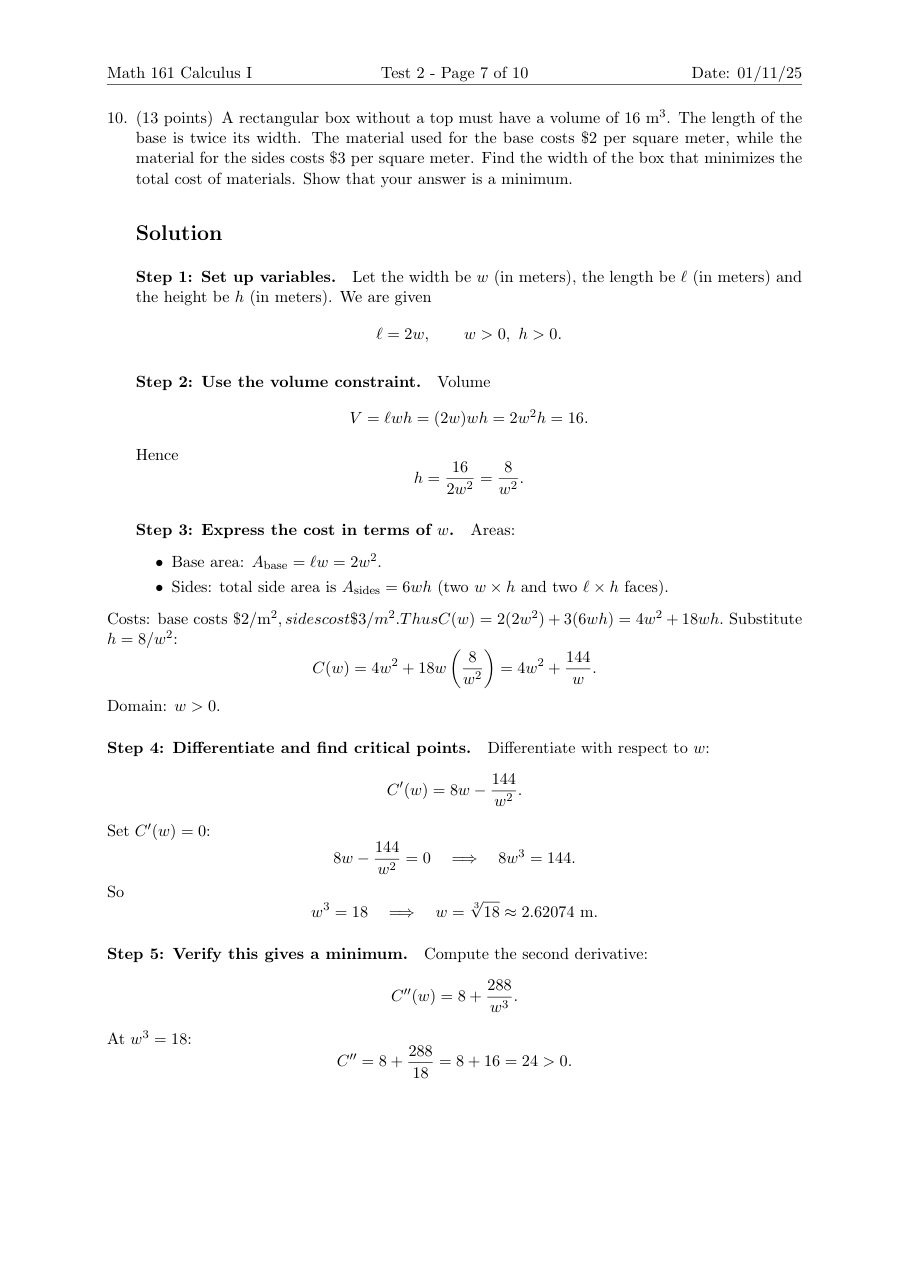 Math 161 Calculus I Test 2 - Page 7 of 10 Date: 01/11/25
10. (13 points) A rectangular box without a top must have a volume of 16 m³. The length of the
base is twice its width. The material used for the base costs $2 per square meter, while the
material for the sides costs $3 per square meter. Find the width of the box that minimizes the
total cost of materials. Show that your answer is a minimum.
Solution
Step 1: Set up variables. Let the width be w (in meters), the length be ℓ (in meters) and
the height be h (in meters). We are given
ℓ = 2w, w > 0, h > 0.
Step 2: Use the volume constraint. Volume
V = ℓwh = (2w)wh = 2w²h = 16.
Hence
h = 16/2w² = 8/w².
Step 3: Express the cost in terms of w. Areas:
• Base area: A_base = ℓw = 2w².
• Sides: total side area is A_sides = 6wh (two w × h and two ℓ × h faces).
Costs: base costs $2/m², sidescost$3/m².ThusC(w) = 2(2w²) + 3(6wh) = 4w² + 18wh. Substitute
h = 8/w²:
C(w) = 4w² + 18w (8/w²) = 4w² + 144/w.
Domain: w > 0.
Step 4: Differentiate and find critical points. Differentiate with respect to w:
C′(w) = 8w − 144/w².
Set C′(w) = 0:
8w − 144/w² = 0 ⟹ 8w³ = 144.
So
w³ = 18 ⟹ w = ∛18 ≈ 2.62074 m.
Step 5: Verify this gives a minimum. Compute the second derivative:
C″(w) = 8 + 288/w³.
At w³ = 18:
C″ = 8 + 288/18 = 8 + 16 = 24 > 0.